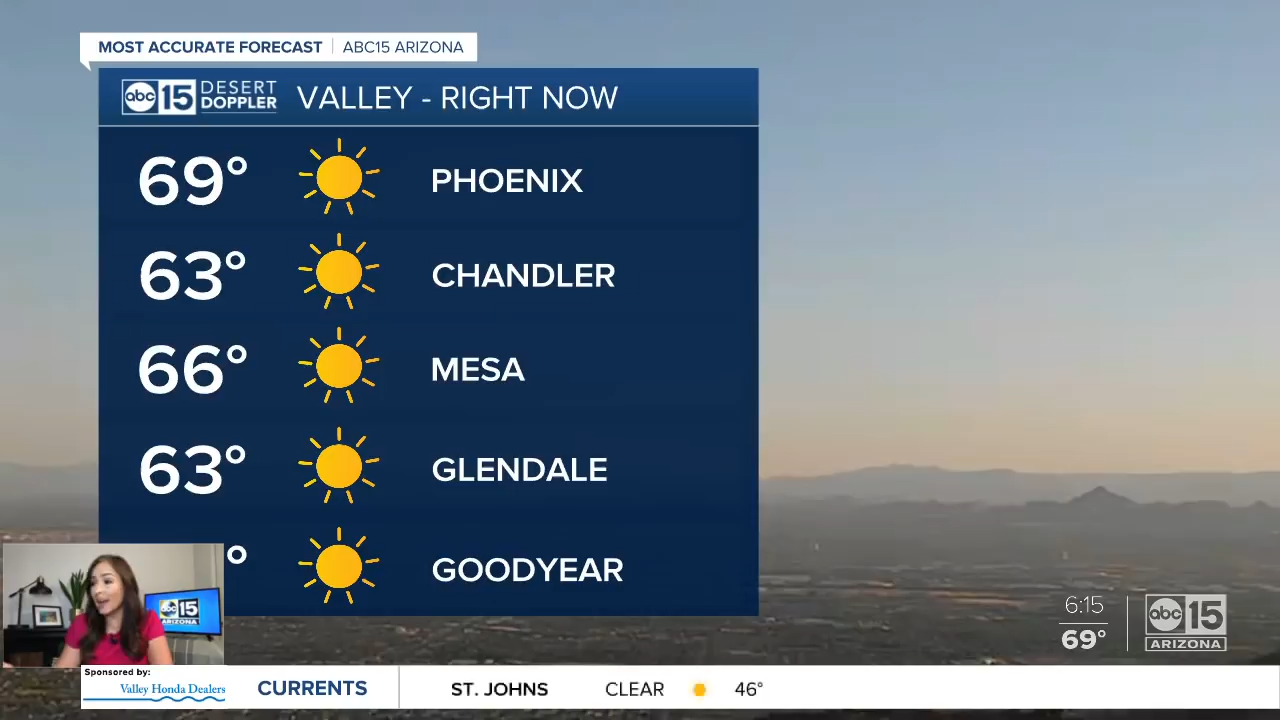 MOST ACCURATE FORECAST | ABC15 ARIZONA
abc 15 DESERT DOPPLER VALLEY - RIGHT NOW
69° PHOENIX
63° CHANDLER
66° MESA
63° GLENDALE
° GOODYEAR
abc 15
ARIZONA
6:15
69°
abc 15
ARIZONA
Sponsored by:
Valley Honda Dealers
CURRENTS
ST. JOHNS CLEAR 46°